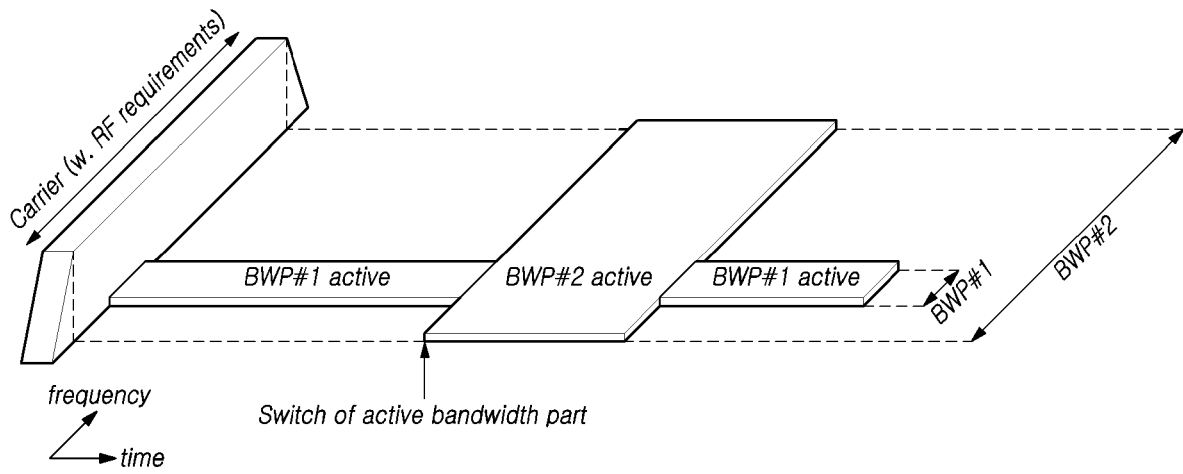 Carrier (w. RF requirements)
BWP#1 active
BWP#2 active
BWP#1 active
BWP#1
BWP#2
frequency
time
Switch of active bandwidth part